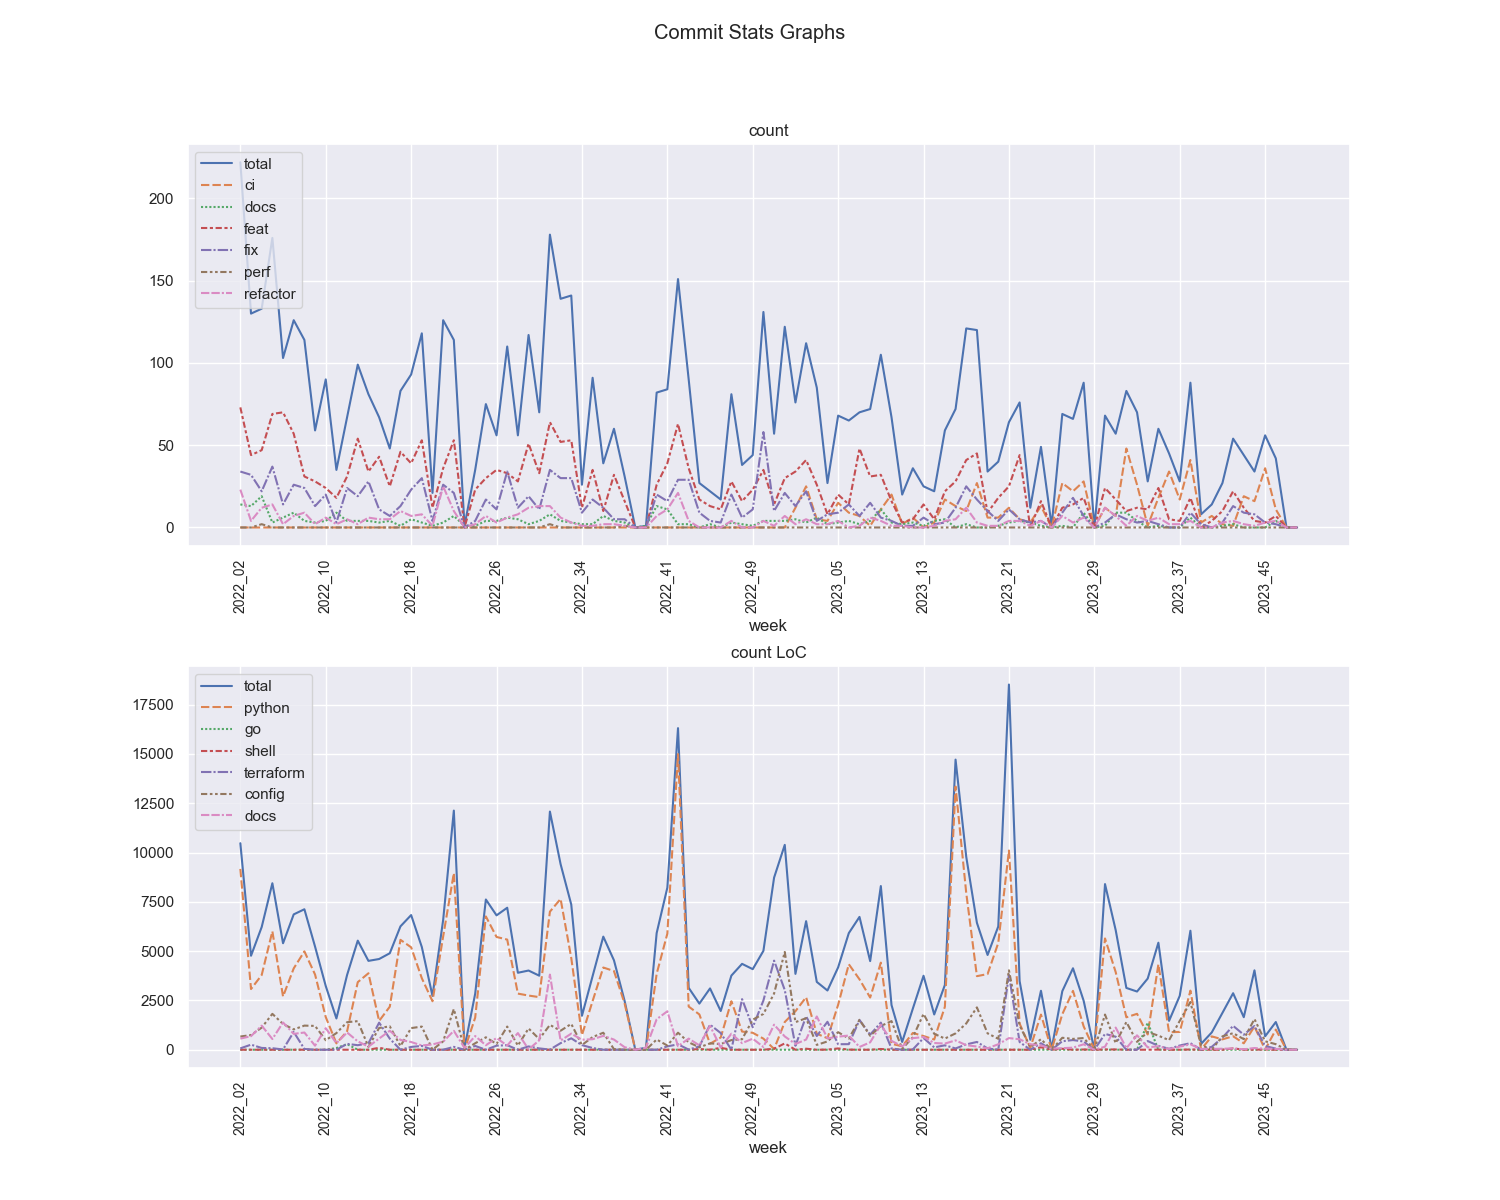 Commit Stats Graphs
count
total
ci
docs
feat
fix
perf
refactor
200
150
100
50
0
2022_02
2022_10
2022_18
2022_26
2022_34
2022_41
2022_49
2023_05
2023_13
2023_21
2023_29
2023_37
2023_45
week
count LoC
total
python
go
shell
terraform
config
docs
17500
15000
12500
10000
7500
5000
2500
0
2022_02
2022_10
2022_18
2022_26
2022_34
2022_41
2022_49
2023_05
2023_13
2023_21
2023_29
2023_37
2023_45
week